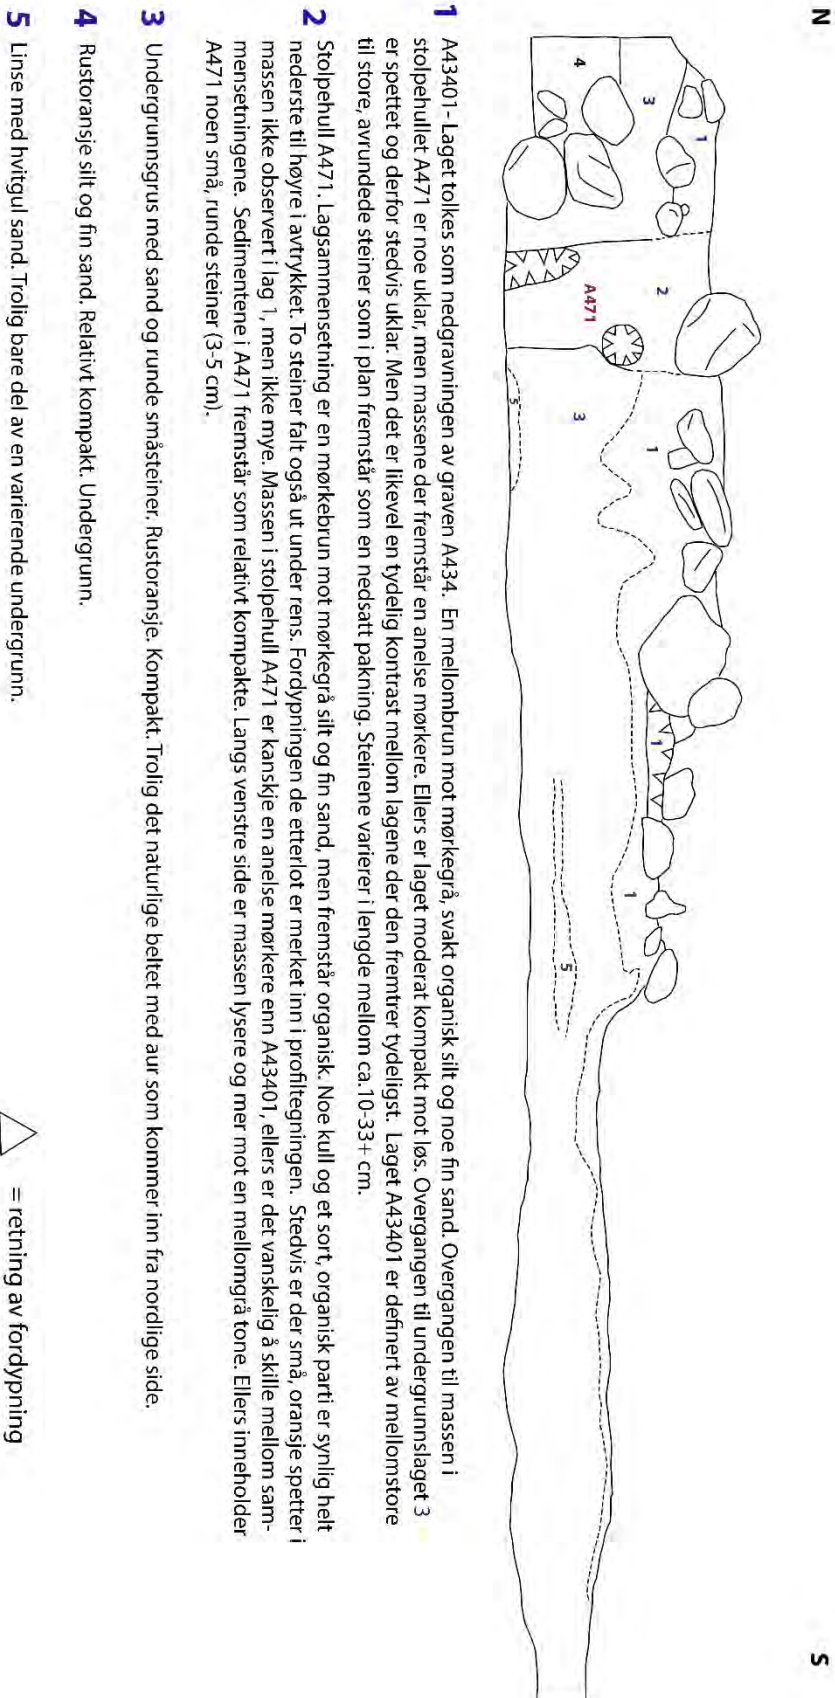 N
S
1
3
4
2
A471
1
3
5
1
1
5
1 A43401- Laget tolkes som nedgravningen av graven A434. En mellombrun mot mørkegrå, svakt organisk silt og noe fin sand. Overgangen til massen i
stolpehullet A471 er noe uklar, men massene der fremstår en anelse mørkere. Ellers er laget moderat kompakt mot løs. Overgangen til undergrunnslaget 3
er spettet og derfor stedvis uklar. Men det er likevel en tydelig kontrast mellom lagene der den fremtrer tydeligst. Laget A43401 er definert av mellomstore
til store, avrundede steiner som i plan fremstår som en nedsatt pakning. Steinene varierer i lengde mellom ca.10-33+ cm.
2 Stolpehull A471. Lagsammensetning er en mørkebrun mot mørkegrå silt og fin sand, men fremstår organisk. Noe kull og et sort, organisk parti er synlig helt
nederste til høyre i avtrykket. To steiner falt også ut under rens. Fordypningen de etterlot er merket inn i profiltegningen. Stedvis er der små, oransje spetter i
massen ikke observert i lag 1, men ikke mye. Massen i stolpehull A471 er kanskje en anelse mørkere enn A43401, ellers er det vanskelig å skille mellom sam-
mensetningene. Sedimentene i A471 fremstår som relativt kompakte. Langs venstre side er massen lysere og mer mot en mellomgrå tone. Ellers inneholder
A471 noen små, runde steiner (3-5 cm).
3 Undergrunnsgrus med sand og runde småsteiner. Rustoransje. Kompakt. Trolig det naturlige beltet med aur som kommer inn fra nordlige side.
4 Rustoransje silt og fin sand. Relativt kompakt. Undergrunn.
5 Linse med hvitgul sand. Trolig bare del av en varierende undergrunn.
= retning av fordypning